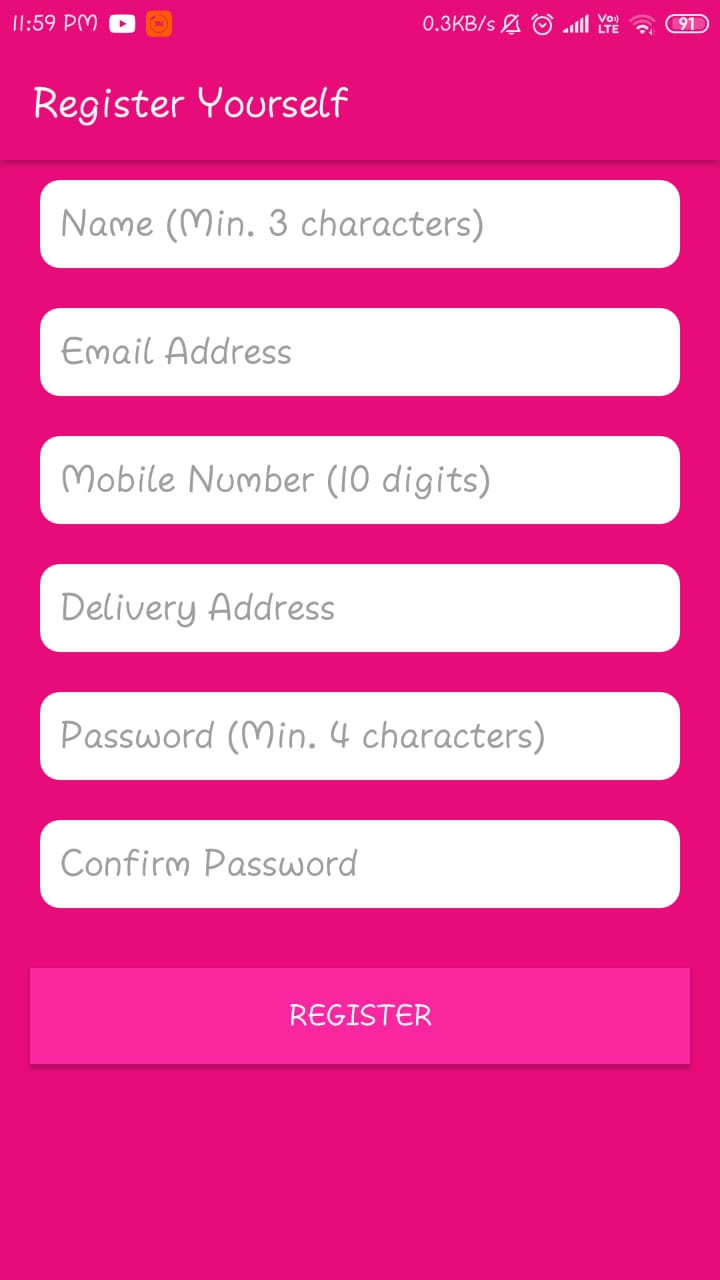 11:59 PM 0.3KB/s Vo)) LTE 91
Register Yourself
Name (Min. 3 characters)
Email Address
Mobile Number (10 digits)
Delivery Address
Password (Min. 4 characters)
Confirm Password
REGISTER